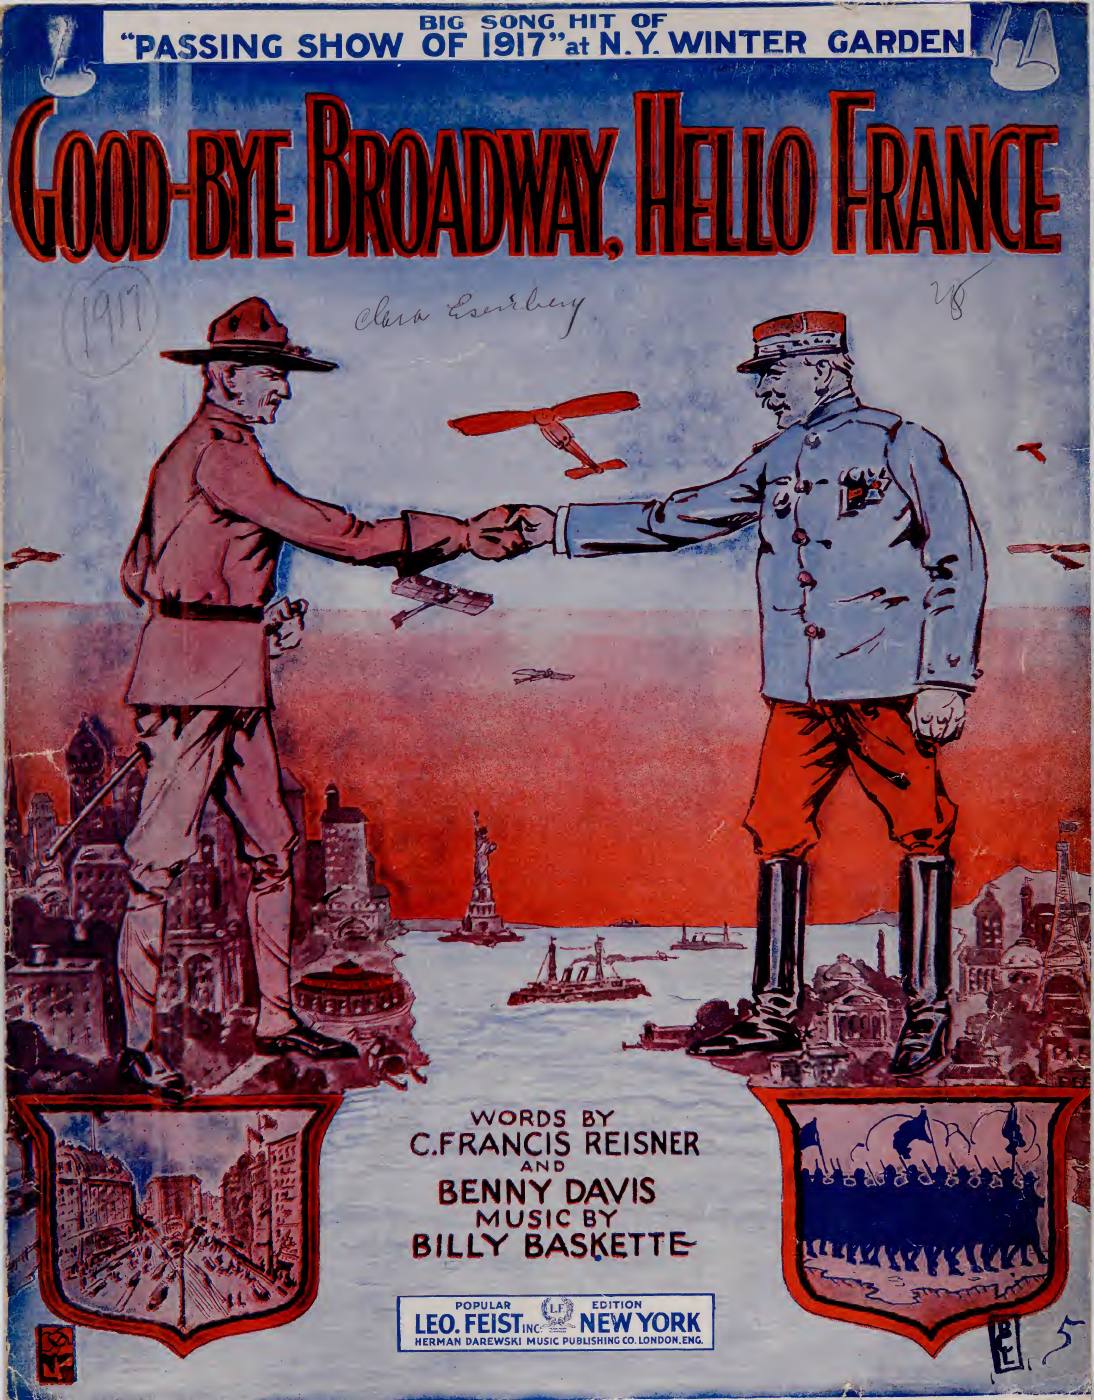 BIG SONG HIT OF
"PASSING SHOW OF 1917" at N.Y. WINTER GARDEN
GOOD-BYE BROADWAY, HELLO FRANCE
1917
Clara
WORDS BY
C. FRANCIS REISNER
AND
BENNY DAVIS
MUSIC BY
BILLY BASKETTE
POPULAR EDITION
L.F.
LEO. FEIST INC. NEW YORK
HERMAN DAREWSKI MUSIC PUBLISHING CO. LONDON, ENG.
5